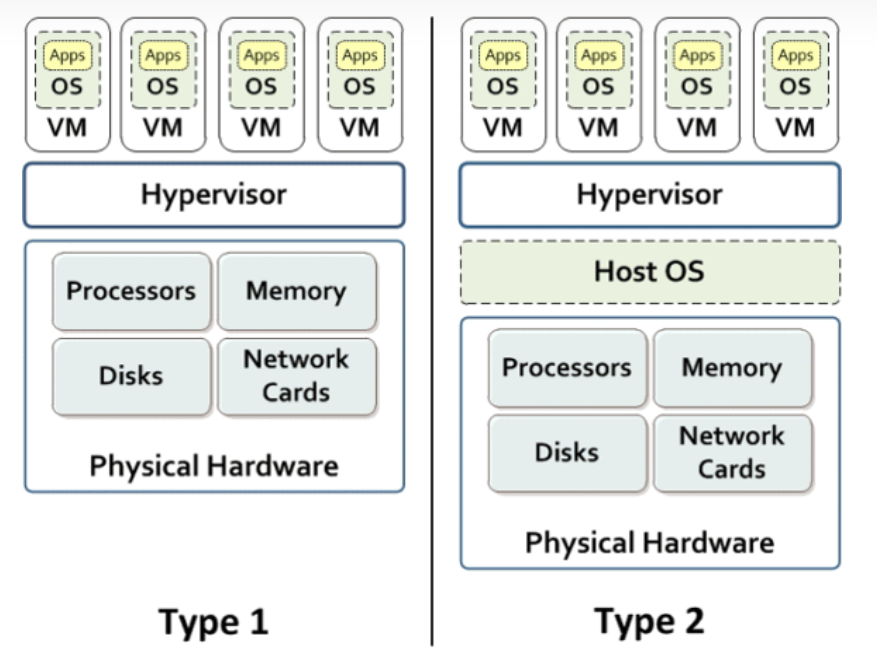 Apps
OS
VM
Apps
OS
VM
Apps
OS
VM
Apps
OS
VM
Hypervisor
Processors
Memory
Disks
Network
Cards
Physical Hardware
Type 1
Apps
OS
VM
Apps
OS
VM
Apps
OS
VM
Apps
OS
VM
Hypervisor
Host OS
Processors
Memory
Disks
Network
Cards
Physical Hardware
Type 2